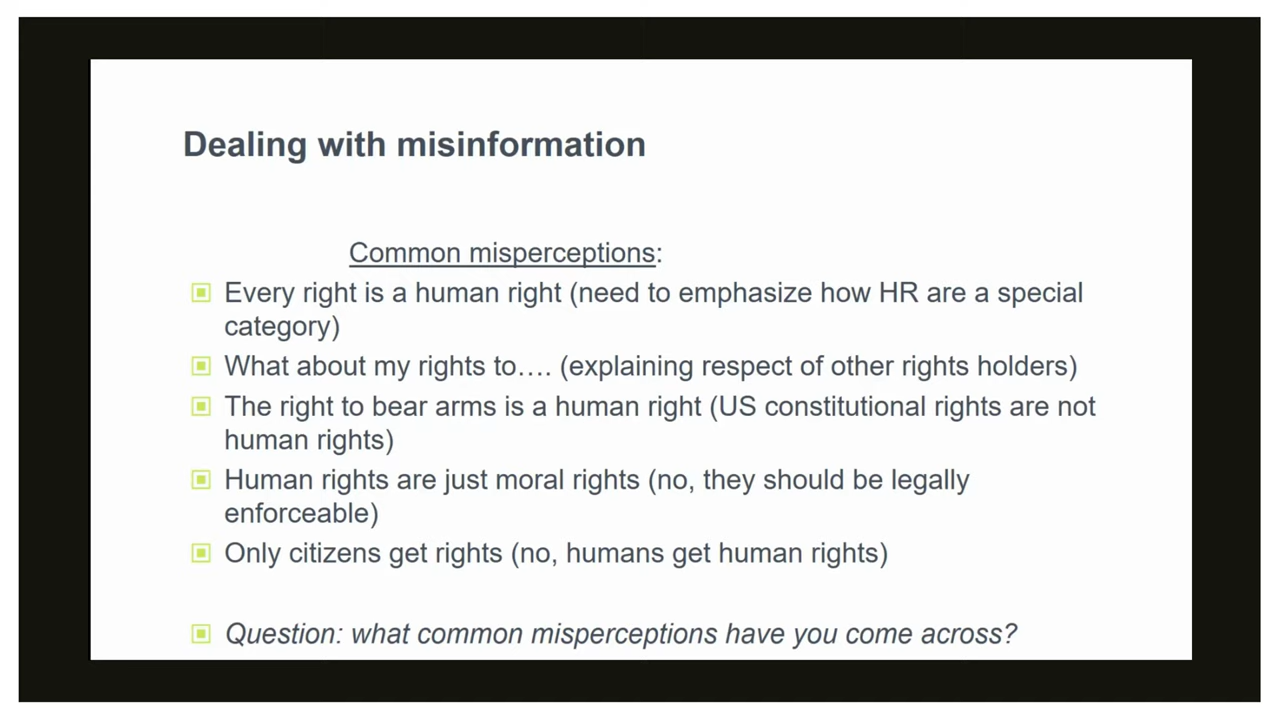 Dealing with misinformation
Common misperceptions:
Every right is a human right (need to emphasize how HR are a special
category)
What about my rights to…. (explaining respect of other rights holders)
The right to bear arms is a human right (US constitutional rights are not
human rights)
Human rights are just moral rights (no, they should be legally
enforceable)
Only citizens get rights (no, humans get human rights)
Question: what common misperceptions have you come across?